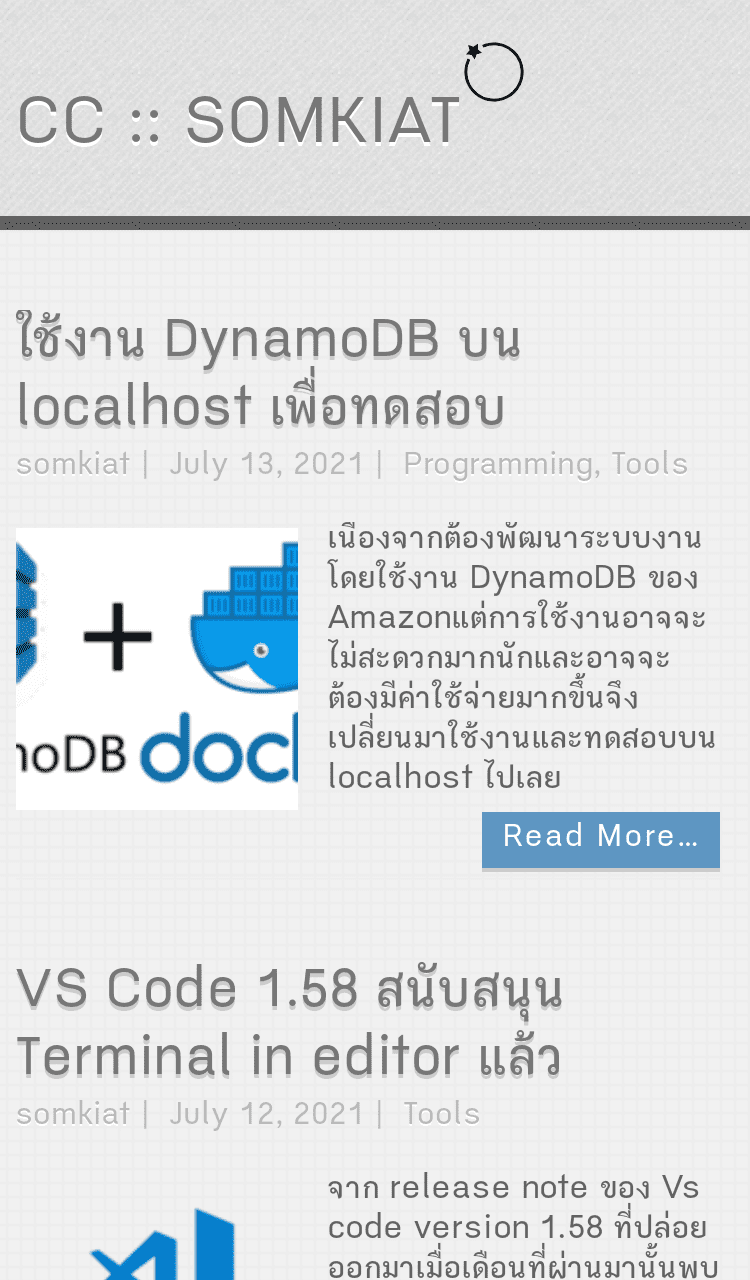 CC :: SOMKIAT
ใช้งาน DynamoDB บน
localhost เพื่อทดสอบ
somkiat | July 13, 2021 | Programming, Tools
เนื่องจากต้องพัฒนาระบบงาน
โดยใช้งาน DynamoDB ของ
Amazonแต่การใช้งานอาจจะ
ไม่สะดวกมากนักและอาจจะ
ต้องมีค่าใช้จ่ายมากขึ้นจึง
เปลี่ยนมาใช้งานและทดสอบบน
localhost ไปเลย
+
noDB dock
Read More...
VS Code 1.58 สนับสนุน
Terminal in editor แล้ว
somkiat | July 12, 2021 | Tools
จาก release note ของ Vs
code version 1.58 ที่ปล่อย
ออกมาเมื่อเดือนที่ผ่านมานั้นพบ